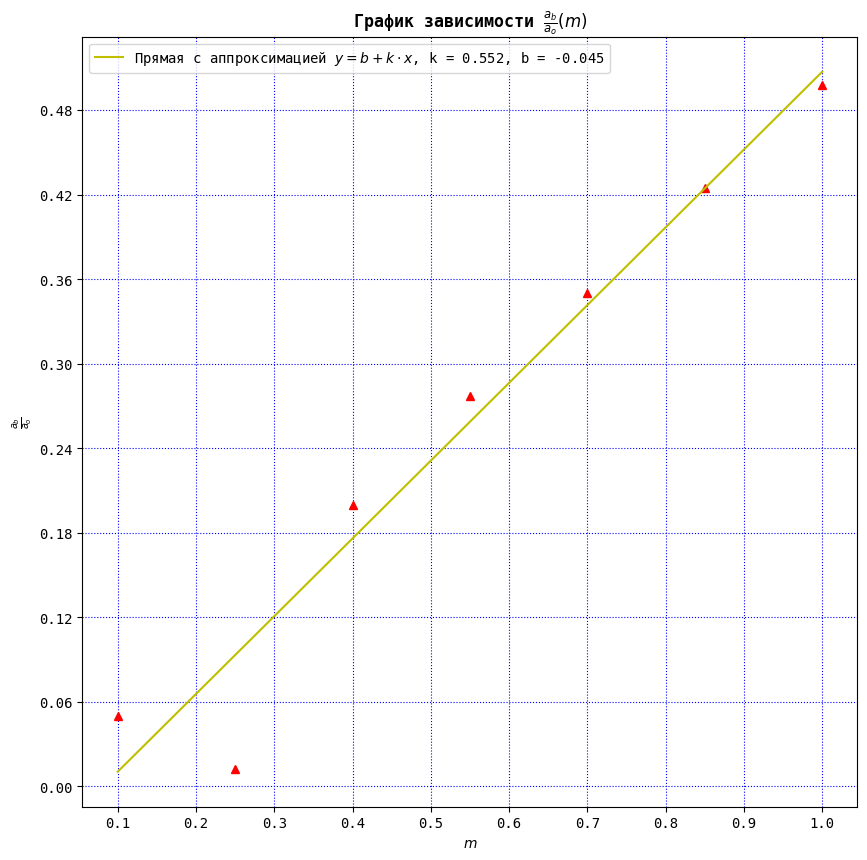 График зависимости a_b/a_o(m)
Прямая с аппроксимацией y = b + k · x, k = 0.552, b = -0.045
0.48
0.42
0.36
0.30
0.24
0.18
0.12
0.06
0.00
a_b/a_o
0.1 0.2 0.3 0.4 0.5 0.6 0.7 0.8 0.9 1.0
m